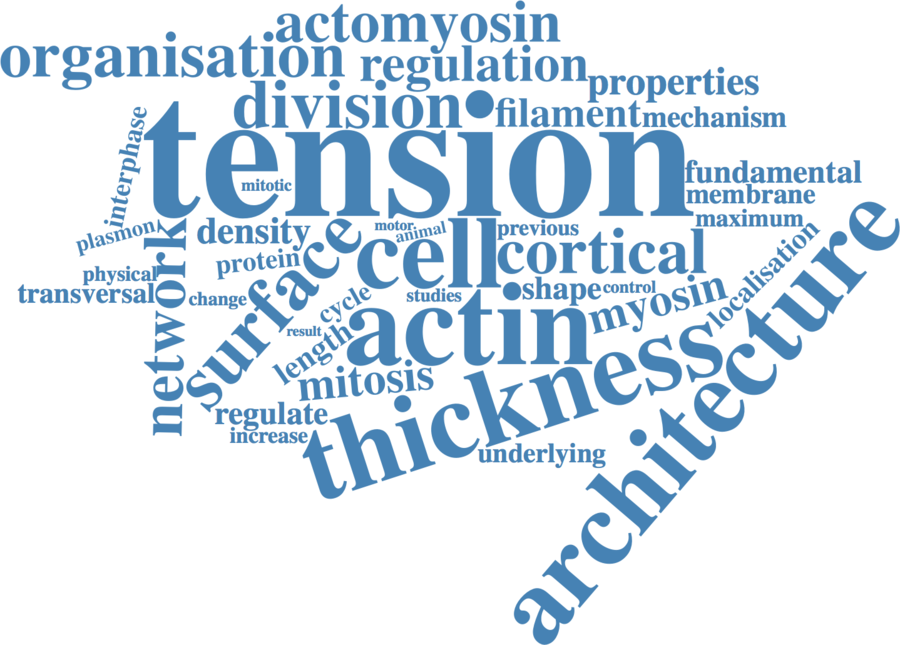 actomyosin
organisation
regulation
properties
division
filament
mechanism
tension
interphase
mitotic
fundamental
membrane
maximum
plasmon
density
motor
animal
previous
network
surface
cell
cortical
architecture
localisation
protein
physical
transversal
change
cycle
studies
shape
control
myosin
result
length
actin
mitosis
thickness
regulate
increase
underlying